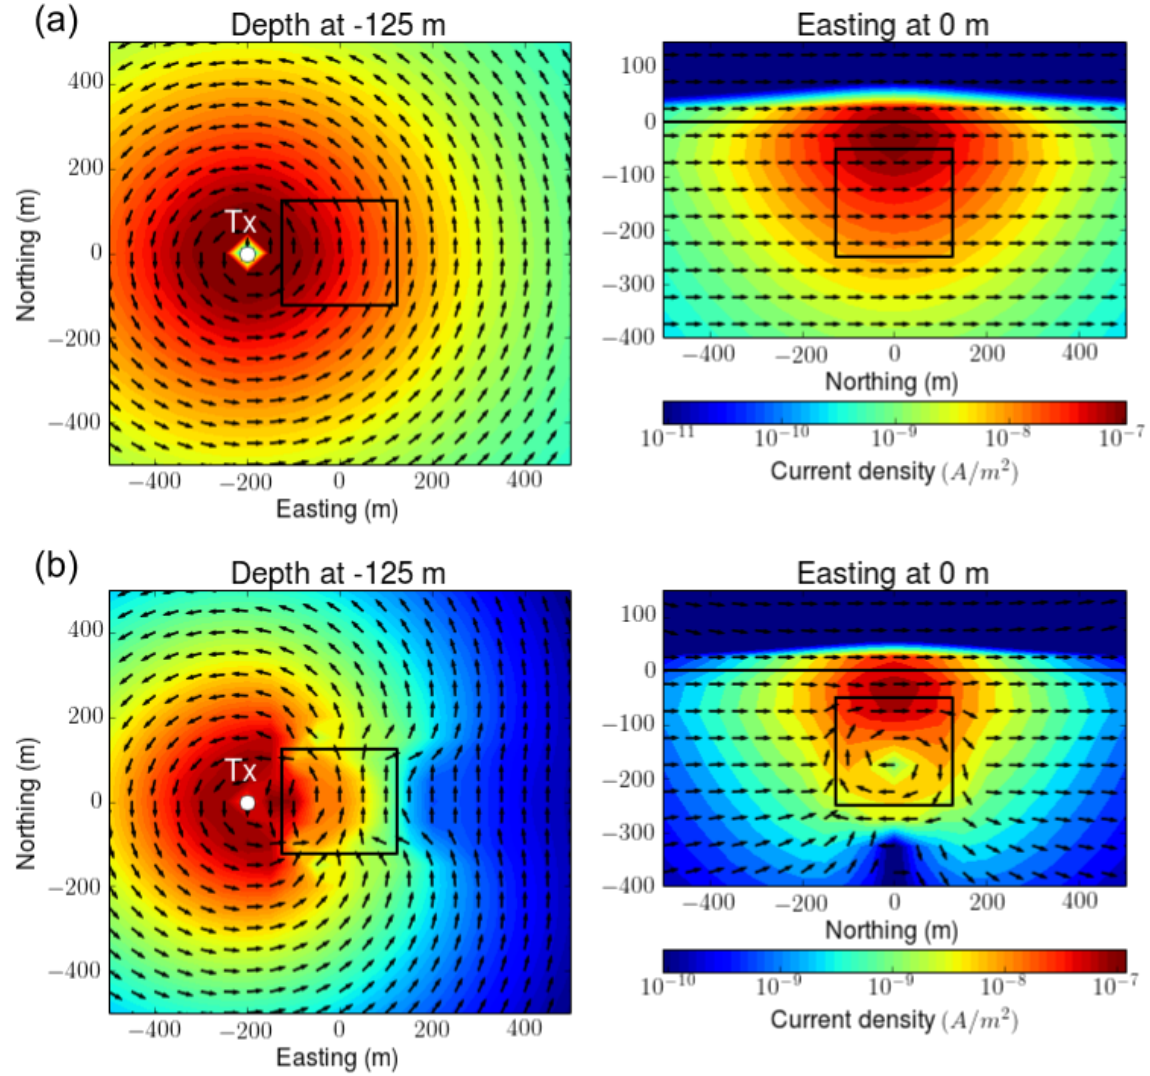 (a)
Depth at -125 m
Easting at 0 m
400
200
0
−200
−400
Northing (m)
Tx
−400 −200 0 200 400
Easting (m)
100
0
−100
−200
−300
−400
−400 −200 0 200 400
Northing (m)
10⁻¹¹ 10⁻¹⁰ 10⁻⁹ 10⁻⁸ 10⁻⁷
Current density (A/m²)
(b)
Depth at -125 m
Easting at 0 m
400
200
0
−200
−400
Northing (m)
Tx
−400 −200 0 200 400
Easting (m)
100
0
−100
−200
−300
−400
−400 −200 0 200 400
Northing (m)
10⁻¹⁰ 10⁻⁹ 10⁻⁹ 10⁻⁸ 10⁻⁷
Current density (A/m²)